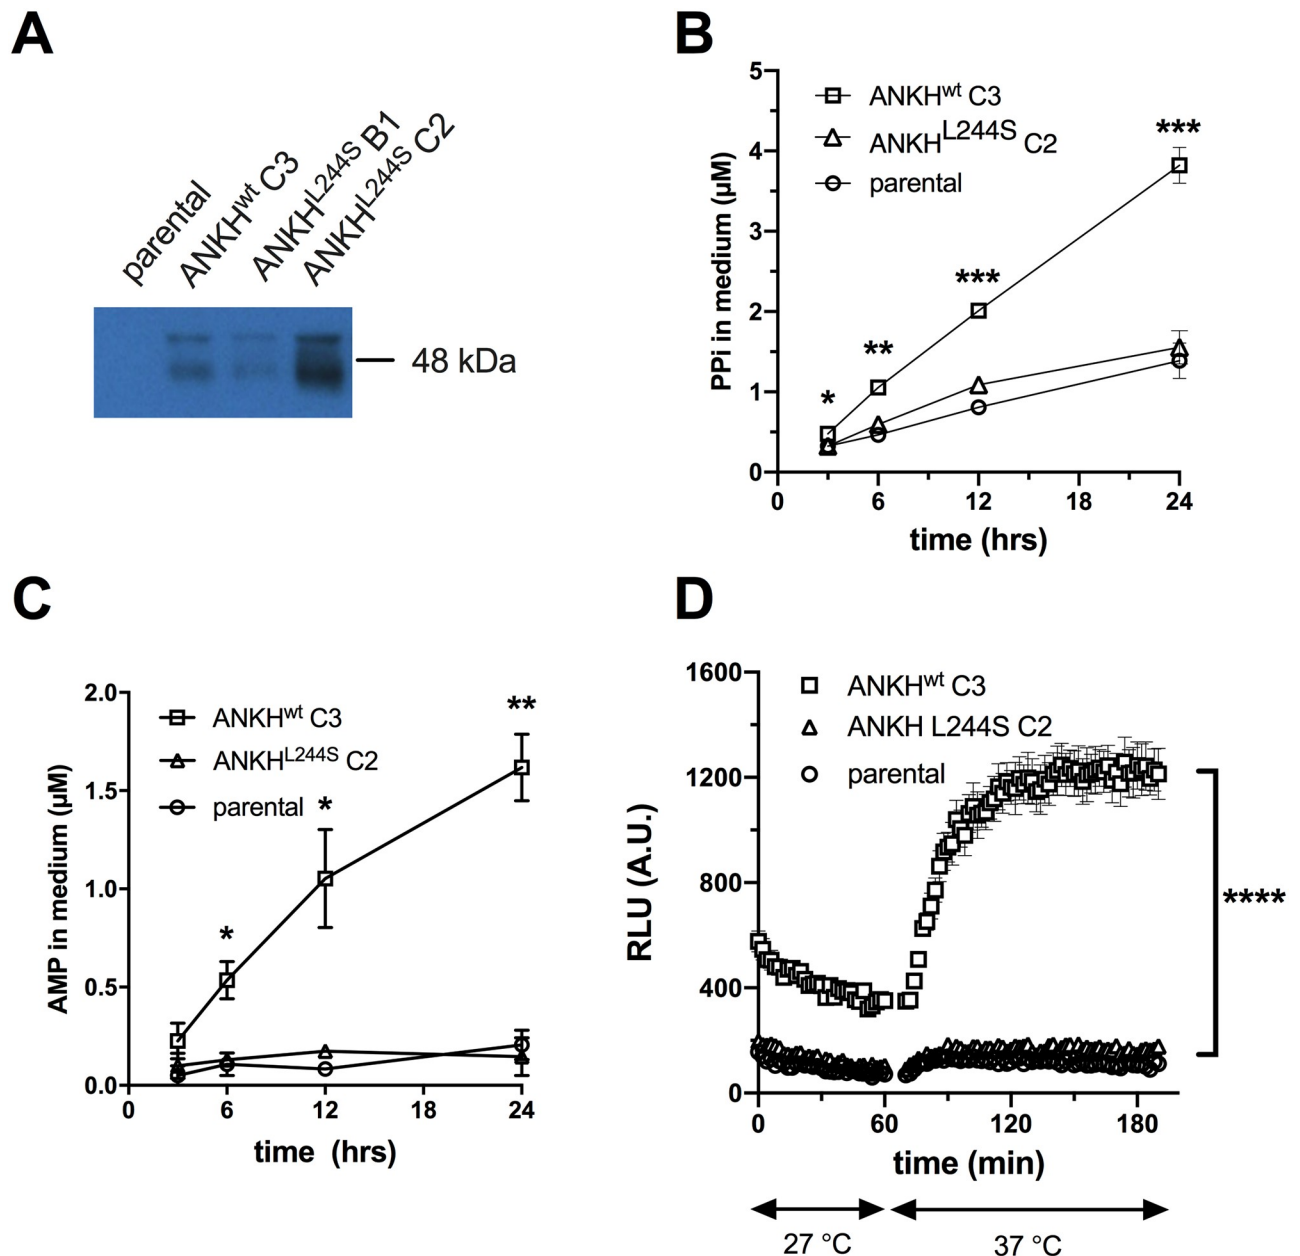 A
parental
ANKHwt C3
ANKHL244S B1
ANKHL244S C2
48 kDa
B
5
4
3
2
1
0
PPi in medium (µM)
ANKHwt C3
ANKHL244S C2
parental
*
**
***
***
0 6 12 18 24
time (hrs)
C
2.0
1.5
1.0
0.5
0.0
AMP in medium (µM)
ANKHwt C3
ANKHL244S C2
parental
*
*
**
0 6 12 18 24
time (hrs)
D
1600
1200
800
400
0
RLU (A.U.)
ANKHwt C3
ANKH L244S C2
parental
****
0 60 120 180
time (min)
27 °C 37 °C